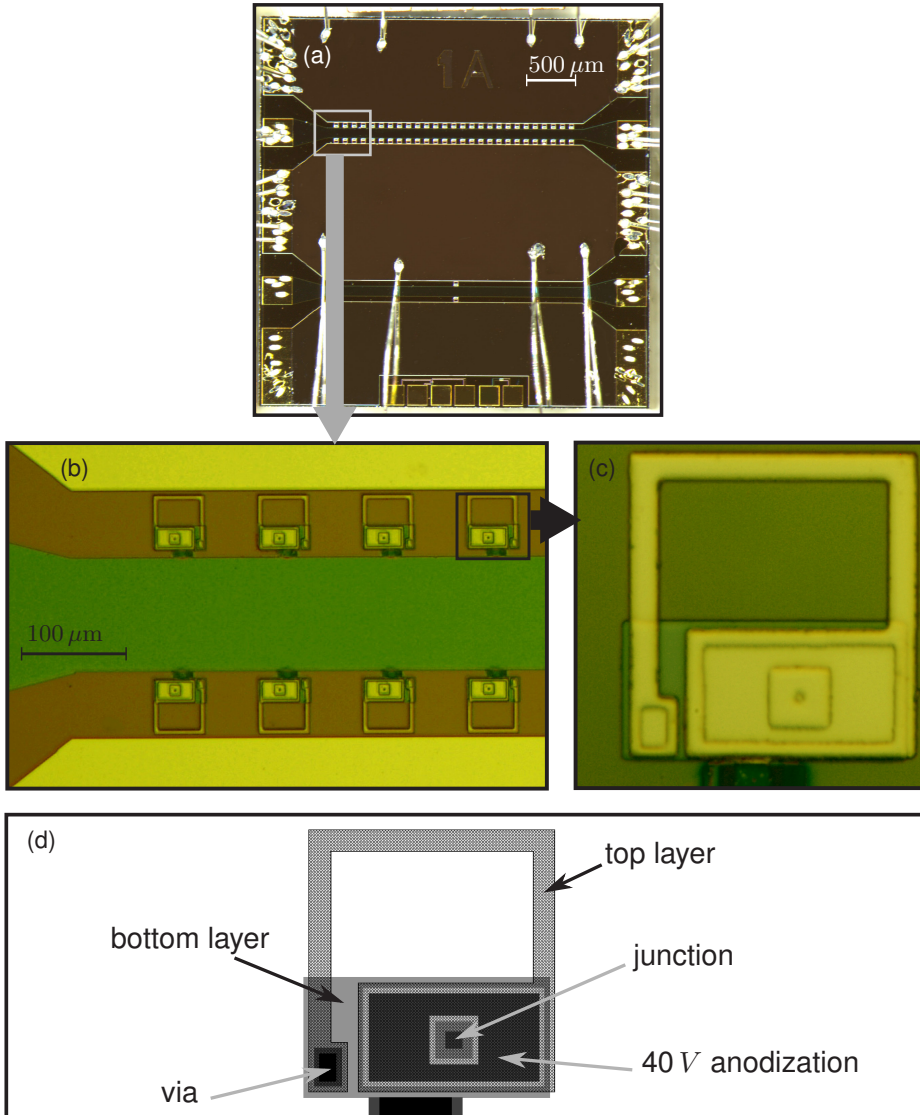 (a)
1A
500 μm
(b)
100 μm
(c)
(d)
top layer
bottom layer
junction
40 V anodization
via